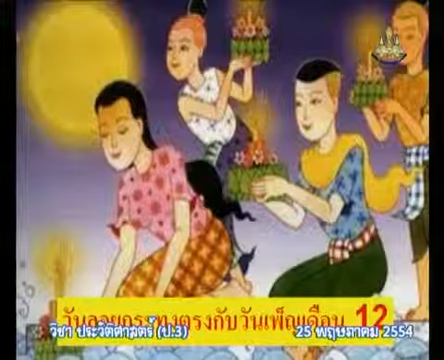 วันลอยกระทงตรงกับวันเพ็ญเดือน 12
วิชา ประวัติศาสตร์ (ป.3) 25 พฤษภาคม 2554